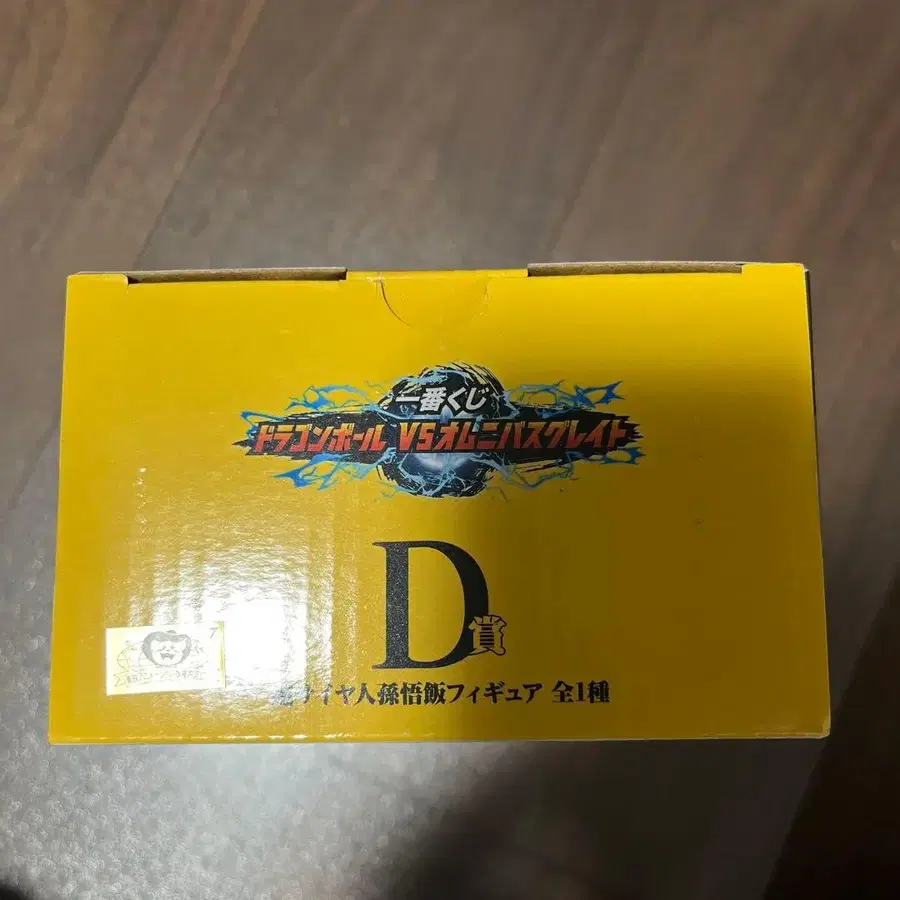 一番くじ
ドラゴンボール VSオムニバスグレイト
D賞
サイヤ人孫悟飯フィギュア 全1種